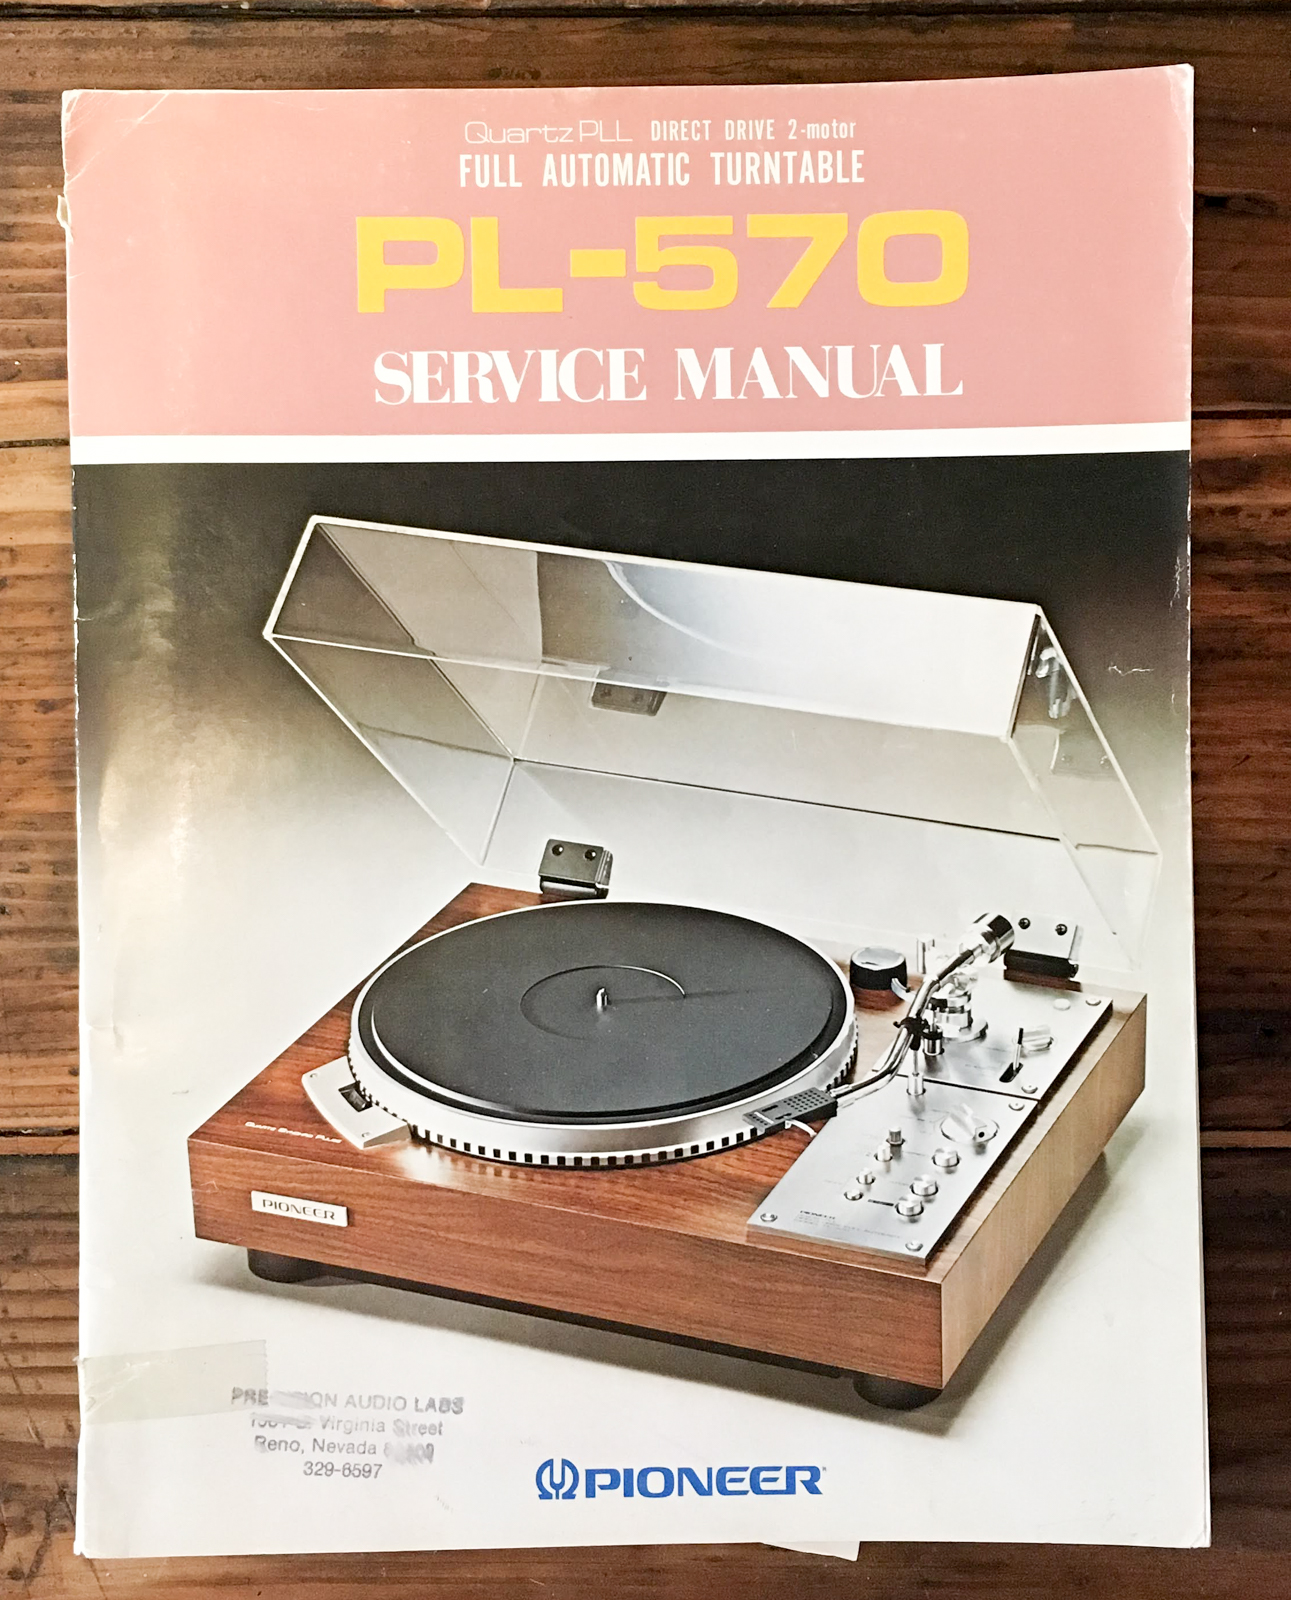 Quartz PLL DIRECT DRIVE 2-motor
FULL AUTOMATIC TURNTABLE
PL-570
SERVICE MANUAL
PIONEER
PIONEER
AUDIO LABS
Virginia Street
Reno, Nevada
329-6597
PIONEER